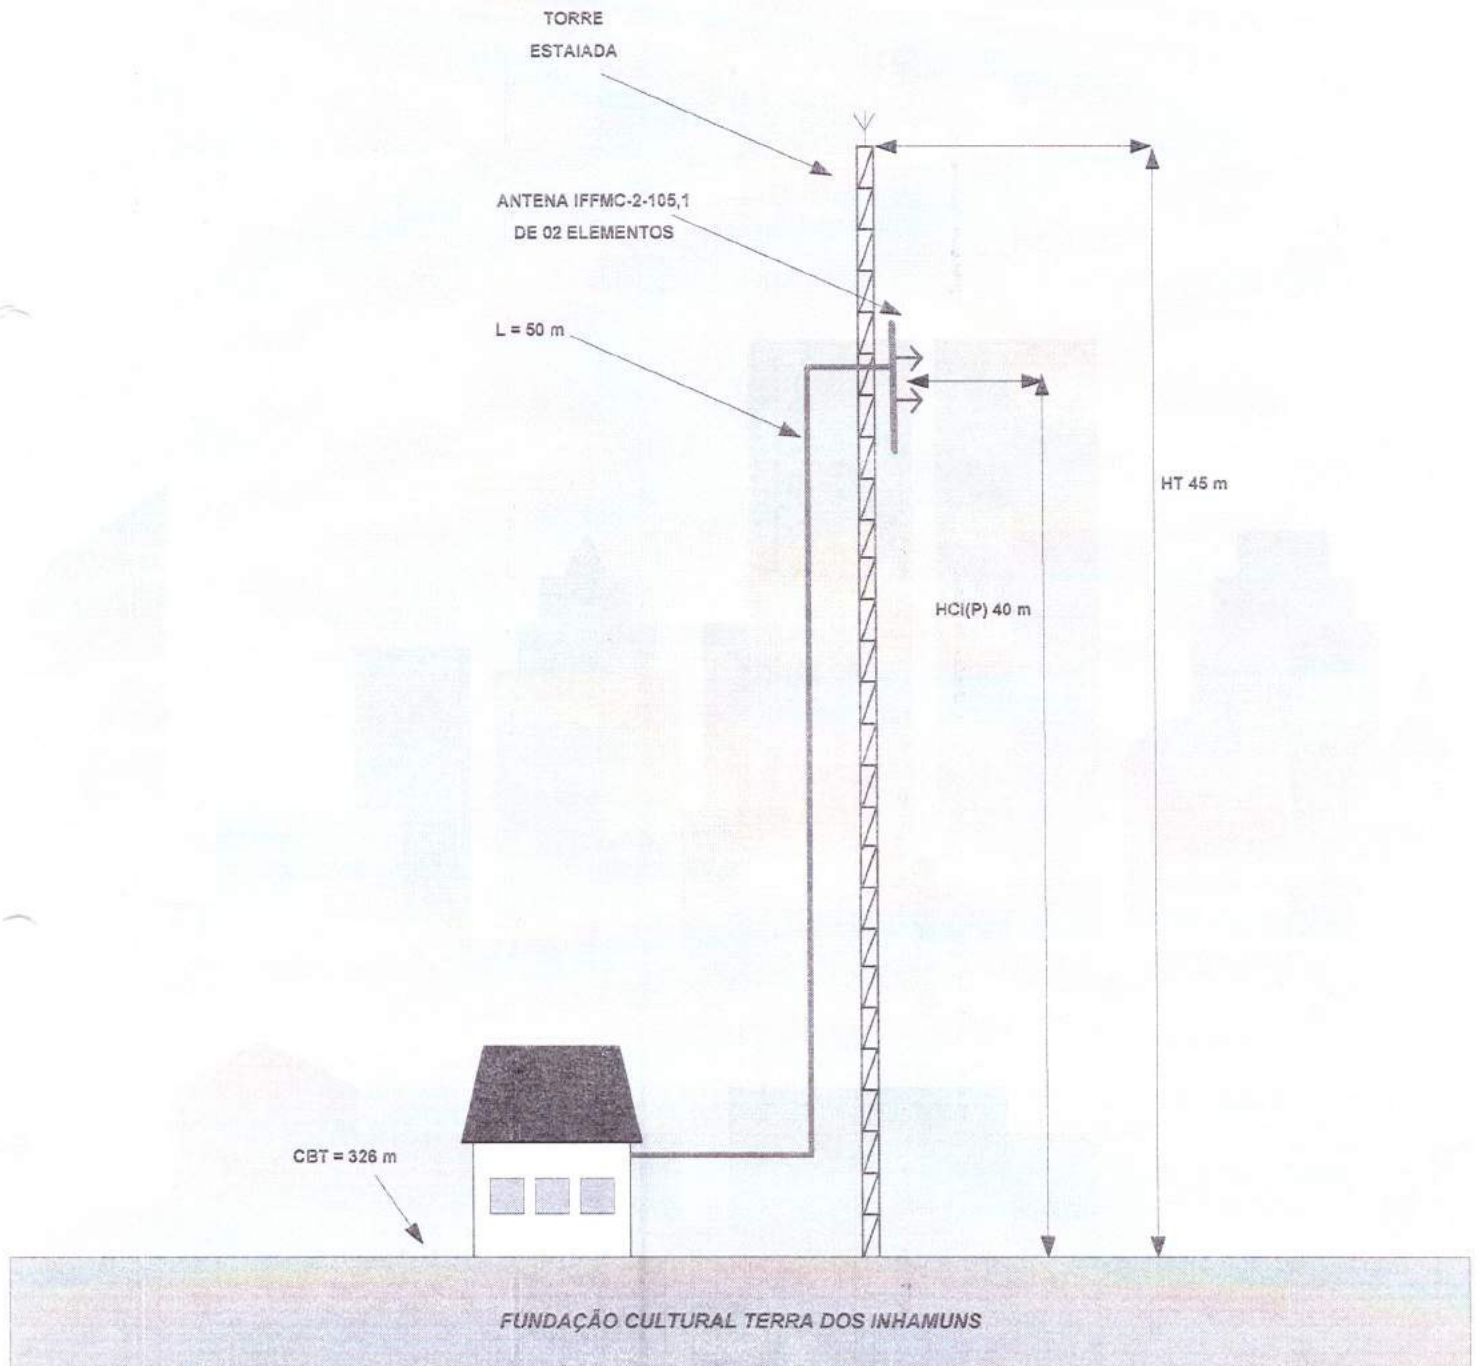 TORRE
ESTAIADA
ANTENA IFFMC-2-105,1
DE 02 ELEMENTOS
L = 50 m
HT 45 m
HCI(P) 40 m
CBT = 326 m
FUNDAÇÃO CULTURAL TERRA DOS INHAMUNS